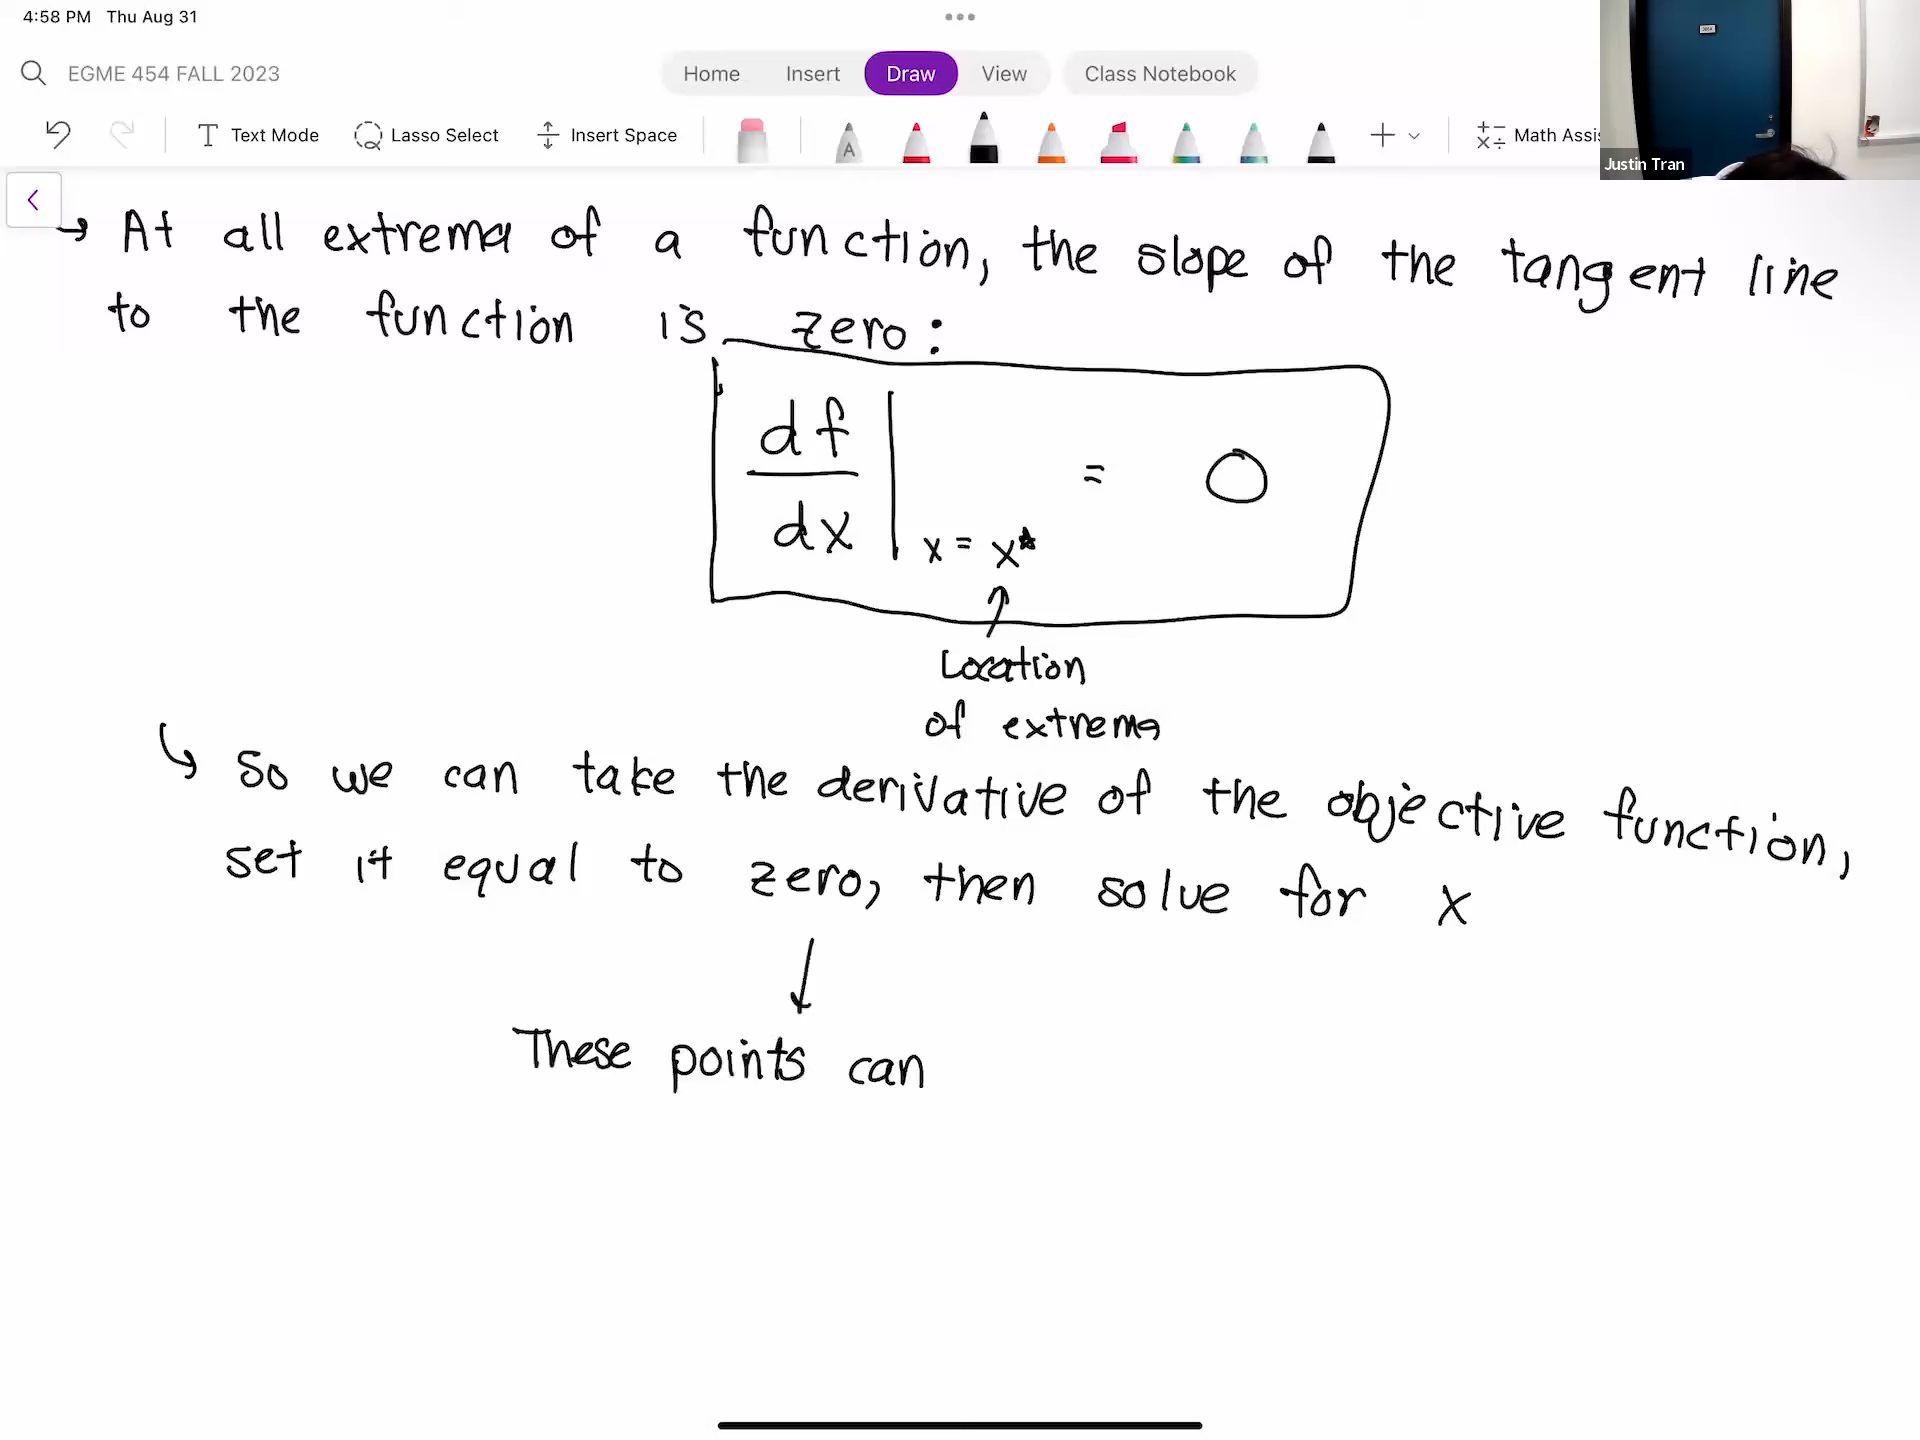 4:58 PM Thu Aug 31
EGME 454 FALL 2023
Home Insert Draw View Class Notebook
Text Mode Lasso Select Insert Space A Math Assis
Justin Tran
→ At all extrema of a function, the slope of the tangent line
to the function is zero:
df/dx | x = x* = 0
Location
of extrema
↳ So we can take the derivative of the objective function,
set it equal to zero, then solve for x
↓
These points can